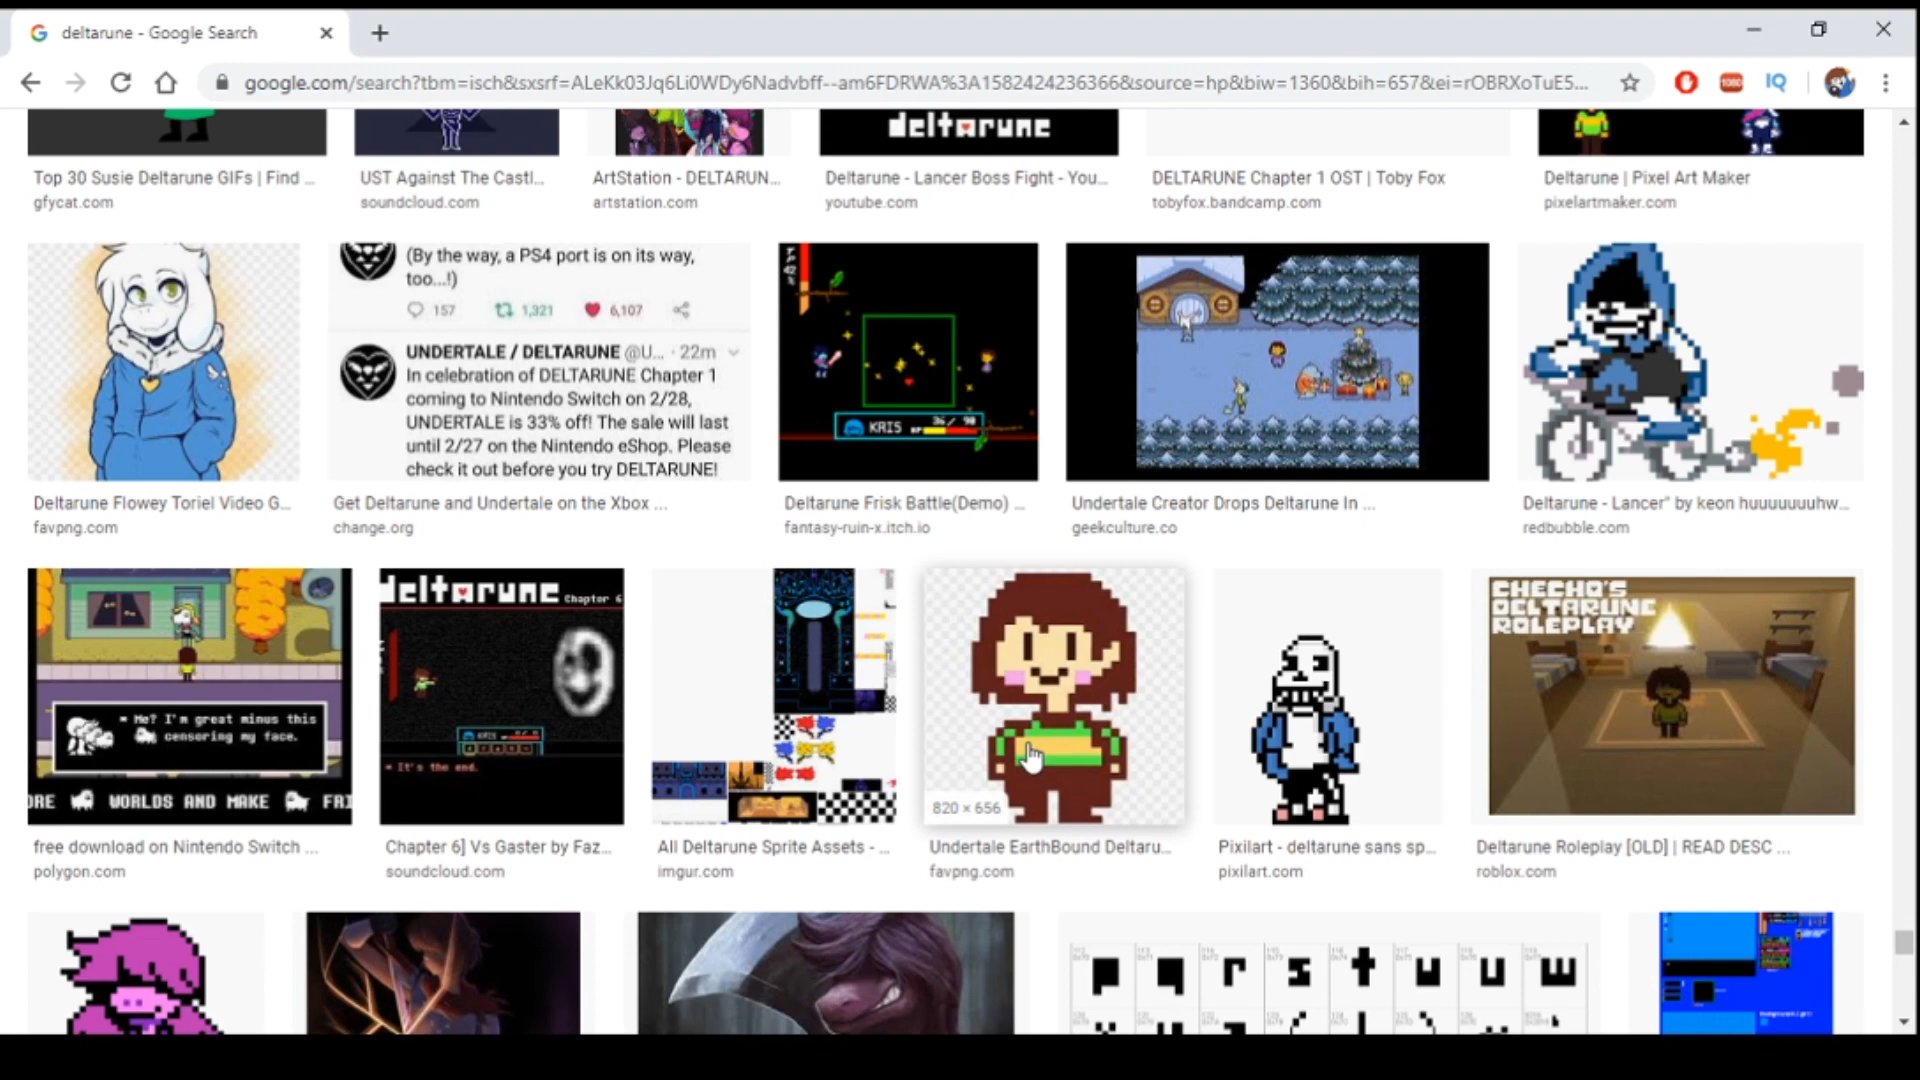 deltarune - Google Search
google.com/search?tbm=isch&sxsrf=ALeKk03Jq6Li0WDy6Nadvbff--am6FDRWA%3A1582424236366&source=hp&biw=1360&bih=657&ei=rOBRXoTuE5...
deltarune
Top 30 Susie Deltarune GIFs | Find ...
gfycat.com
UST Against The Castl...
soundcloud.com
ArtStation - DELTARUN...
artstation.com
Deltarune - Lancer Boss Fight - You...
youtube.com
DELTARUNE Chapter 1 OST | Toby Fox
tobyfox.bandcamp.com
Deltarune | Pixel Art Maker
pixelartmaker.com
(By the way, a PS4 port is on its way,
too...!)
157 1,321 6,107
UNDERTALE / DELTARUNE @U... · 22m
In celebration of DELTARUNE Chapter 1
coming to Nintendo Switch on 2/28,
UNDERTALE is 33% off! The sale will last
until 2/27 on the Nintendo eShop. Please
check it out before you try DELTARUNE!
KRIS HP 36/ 90
Deltarune Flowey Toriel Video G...
favpng.com
Get Deltarune and Undertale on the Xbox ...
change.org
Deltarune Frisk Battle(Demo) ...
fantasy-ruin-x.itch.io
Undertale Creator Drops Deltarune In ...
geekculture.co
Deltarune - Lancer" by keon huuuuuuuhw...
redbubble.com
* Me? I'm great minus this
censoring my face.
ORE WORLDS AND MAKE FRI
deltarune Chapter 6
KRIS
* It's the end.
820 × 656
CHECHO'S
DELTARUNE
ROLEPLAY
free download on Nintendo Switch ...
polygon.com
Chapter 6] Vs Gaster by Faz...
soundcloud.com
All Deltarune Sprite Assets - ...
imgur.com
Undertale EarthBound Deltaru...
favpng.com
Pixilart - deltarune sans sp...
pixilart.com
Deltarune Roleplay [OLD] | READ DESC ...
roblox.com
p q r s t u v w